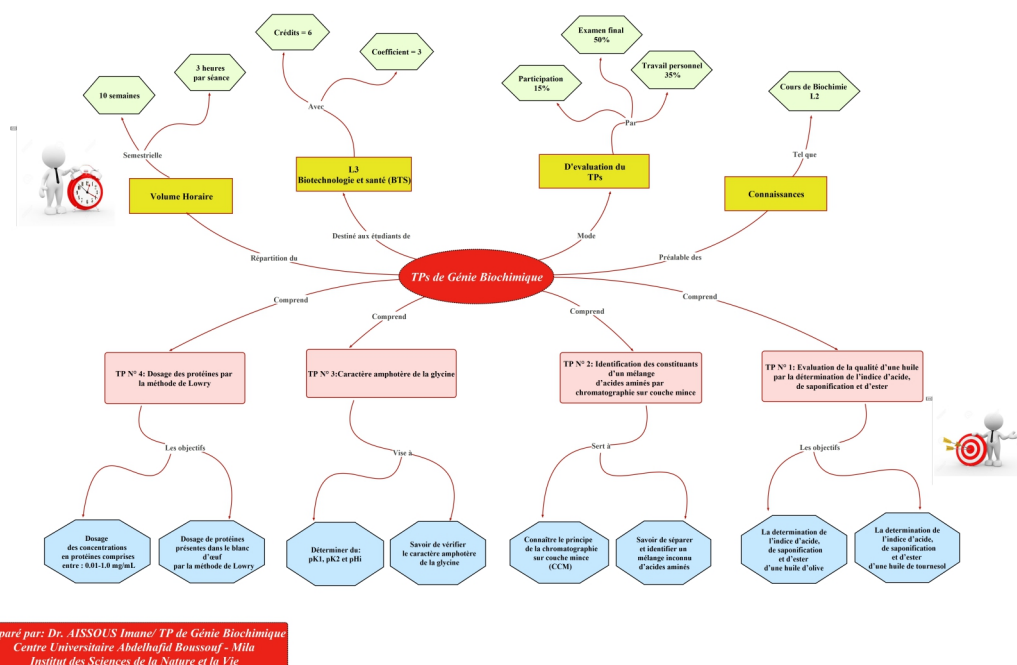 Crédits = 6
Coefficient = 3
Examen final
50%
Travail personnel
35%
Participation
15%
3 heures
par séance
10 semaines
Cours de Biochimie
L2
Avec
Par
Semestrielle
Tel que
Volume Horaire
L3
Biotechnologie et santé (BTS)
D'evaluation du
TPs
Connaissances
Répartition du
Destiné aux étudiants de
Mode
Préalable des
TPs de Génie Biochimique
Comprend
Comprend
Comprend
Comprend
TP N° 4: Dosage des protéines par
la méthode de Lowry
TP N° 3:Caractère amphotère de la glycine
TP N° 2: Identification des constituants
d'un mélange
d'acides aminés par
chromatographie sur couche mince
TP N° 1: Evaluation de la qualité d'une huile
par la détermination de l'indice d'acide,
de saponification et d'ester
Les objectifs
Vise à
Sert à
Les objectifs
Dosage
des concentrations
en protéines comprises
entre : 0.01-1.0 mg/mL
Dosage de protéines
présentes dans le blanc
d'œuf
par la méthode de Lowry
Déterminer da:
pK1, pK2 et pHi
Savoir de vérifier
le caractère amphotère
de la glycine
Connaître le principe
de la chromatographie
sur couche mince
(CCM)
Savoir de séparer
et identifier un
mélange inconnu
d'acides aminés
La determination de
l'indice d'acide,
de saponification
et d'ester
d'une huile d'olive
La determination de
l'indice d'acide,
de saponification
et d'ester
d'une huile de tournesol
paré par: Dr. AISSOUS Imane/ TP de Génie Biochimique
Centre Universitaire Abdelhafid Boussouf - Mila
Institut des Sciences de la Nature et la Vie